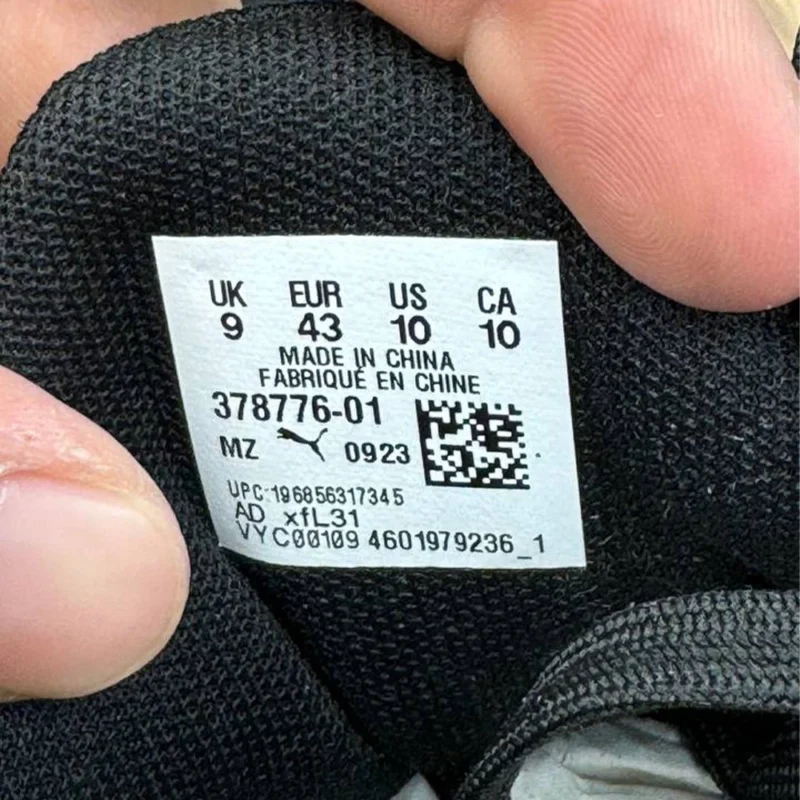 UK EUR US CA
9 43 10 10
MADE IN CHINA
FABRIQUÉ EN CHINE
378776-01
MZ 0923
UPC:196856317345
AD xfL31
VYC00109 4601979236_1